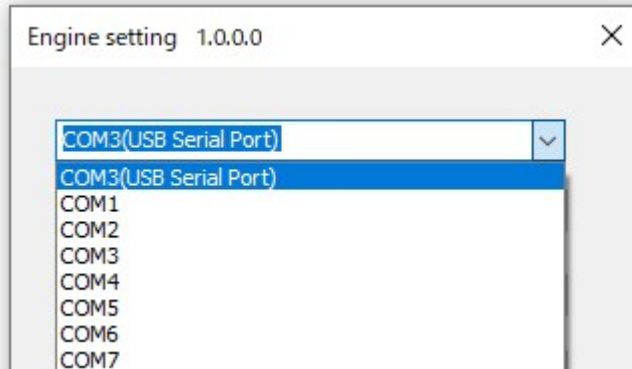 Engine setting 1.0.0.0
COM3(USB Serial Port)
COM3(USB Serial Port)
COM1
COM2
COM3
COM4
COM5
COM6
COM7